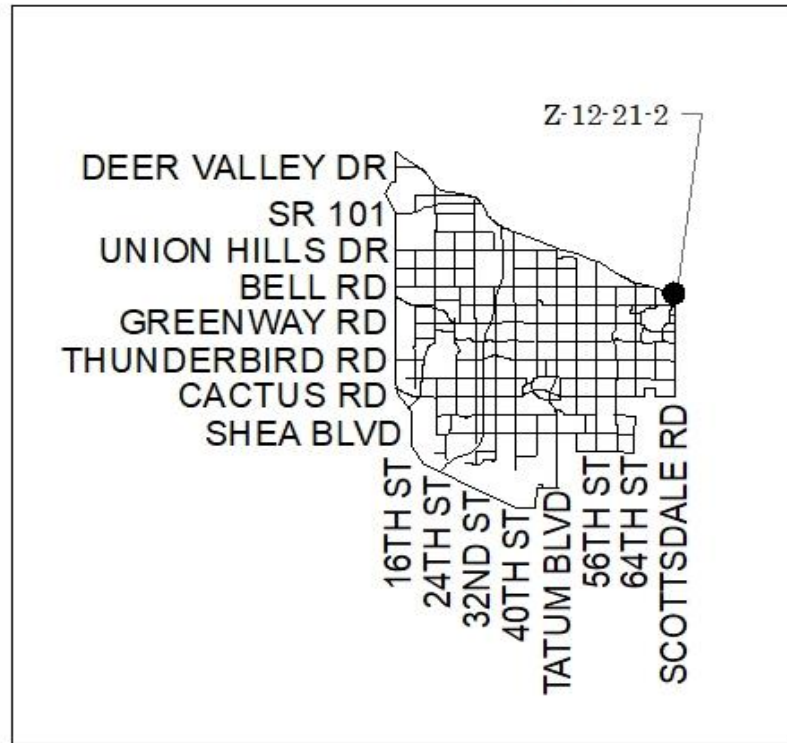 Z-12-21-2
DEER VALLEY DR
SR 101
UNION HILLS DR
BELL RD
GREENWAY RD
THUNDERBIRD RD
CACTUS RD
SHEA BLVD
16TH ST
24TH ST
32ND ST
40TH ST
TATUM BLVD
56TH ST
64TH ST
SCOTTSDALE RD